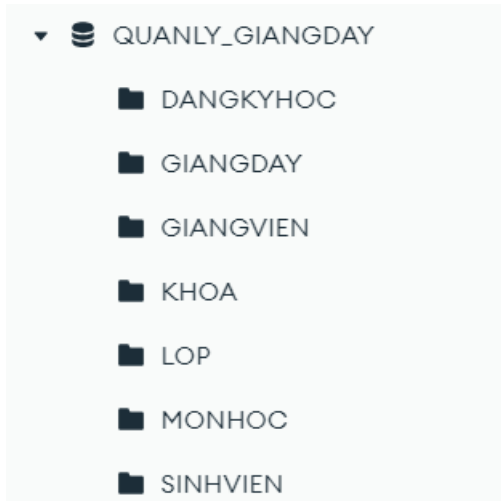 QUANLY_GIANGDAY
DANGKYHOC
GIANGDAY
GIANGVIEN
KHOA
LOP
MONHOC
SINHVIEN